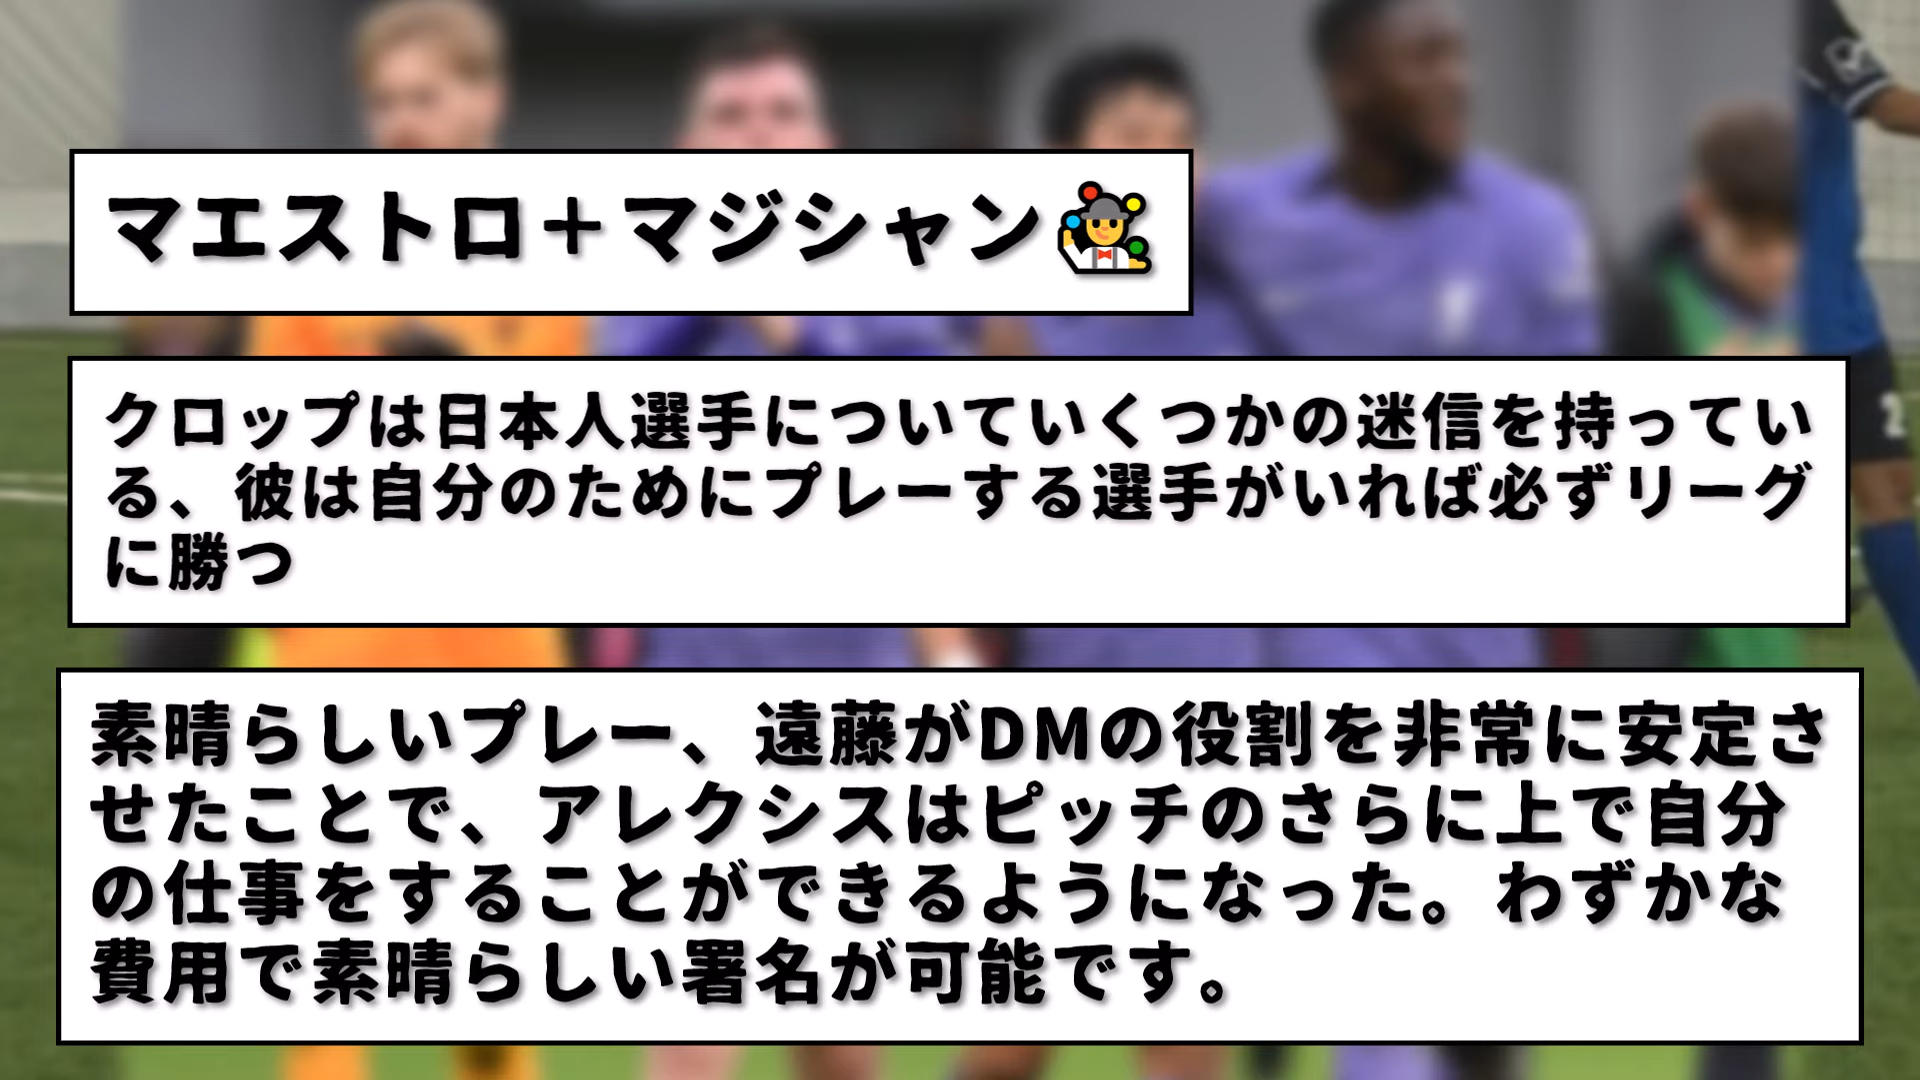 マエストロ＋マジシャン🤹
クロップは日本人選手についていくつかの迷信を持ってい
る、彼は自分のためにプレーする選手がいれば必ずリーグ
に勝つ
素晴らしいプレー、遠藤がDMの役割を非常に安定さ
せたことで、アレクシスはピッチのさらに上で自分
の仕事をすることができるようになった。わずかな
費用で素晴らしい署名が可能です。